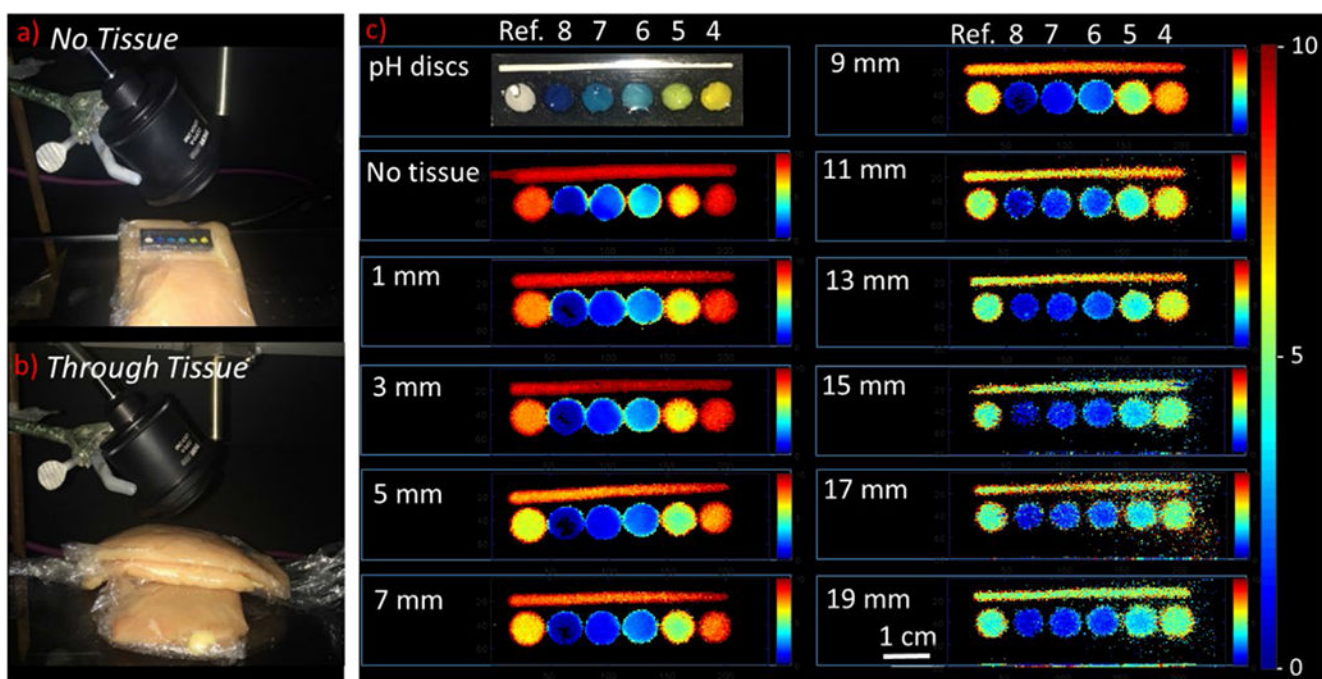 a) No Tissue
b) Through Tissue
c)
Ref. 8 7 6 5 4
pH discs
No tissue
1 mm
3 mm
5 mm
7 mm
Ref. 8 7 6 5 4
9 mm
11 mm
13 mm
15 mm
17 mm
19 mm
1 cm
10
5
0